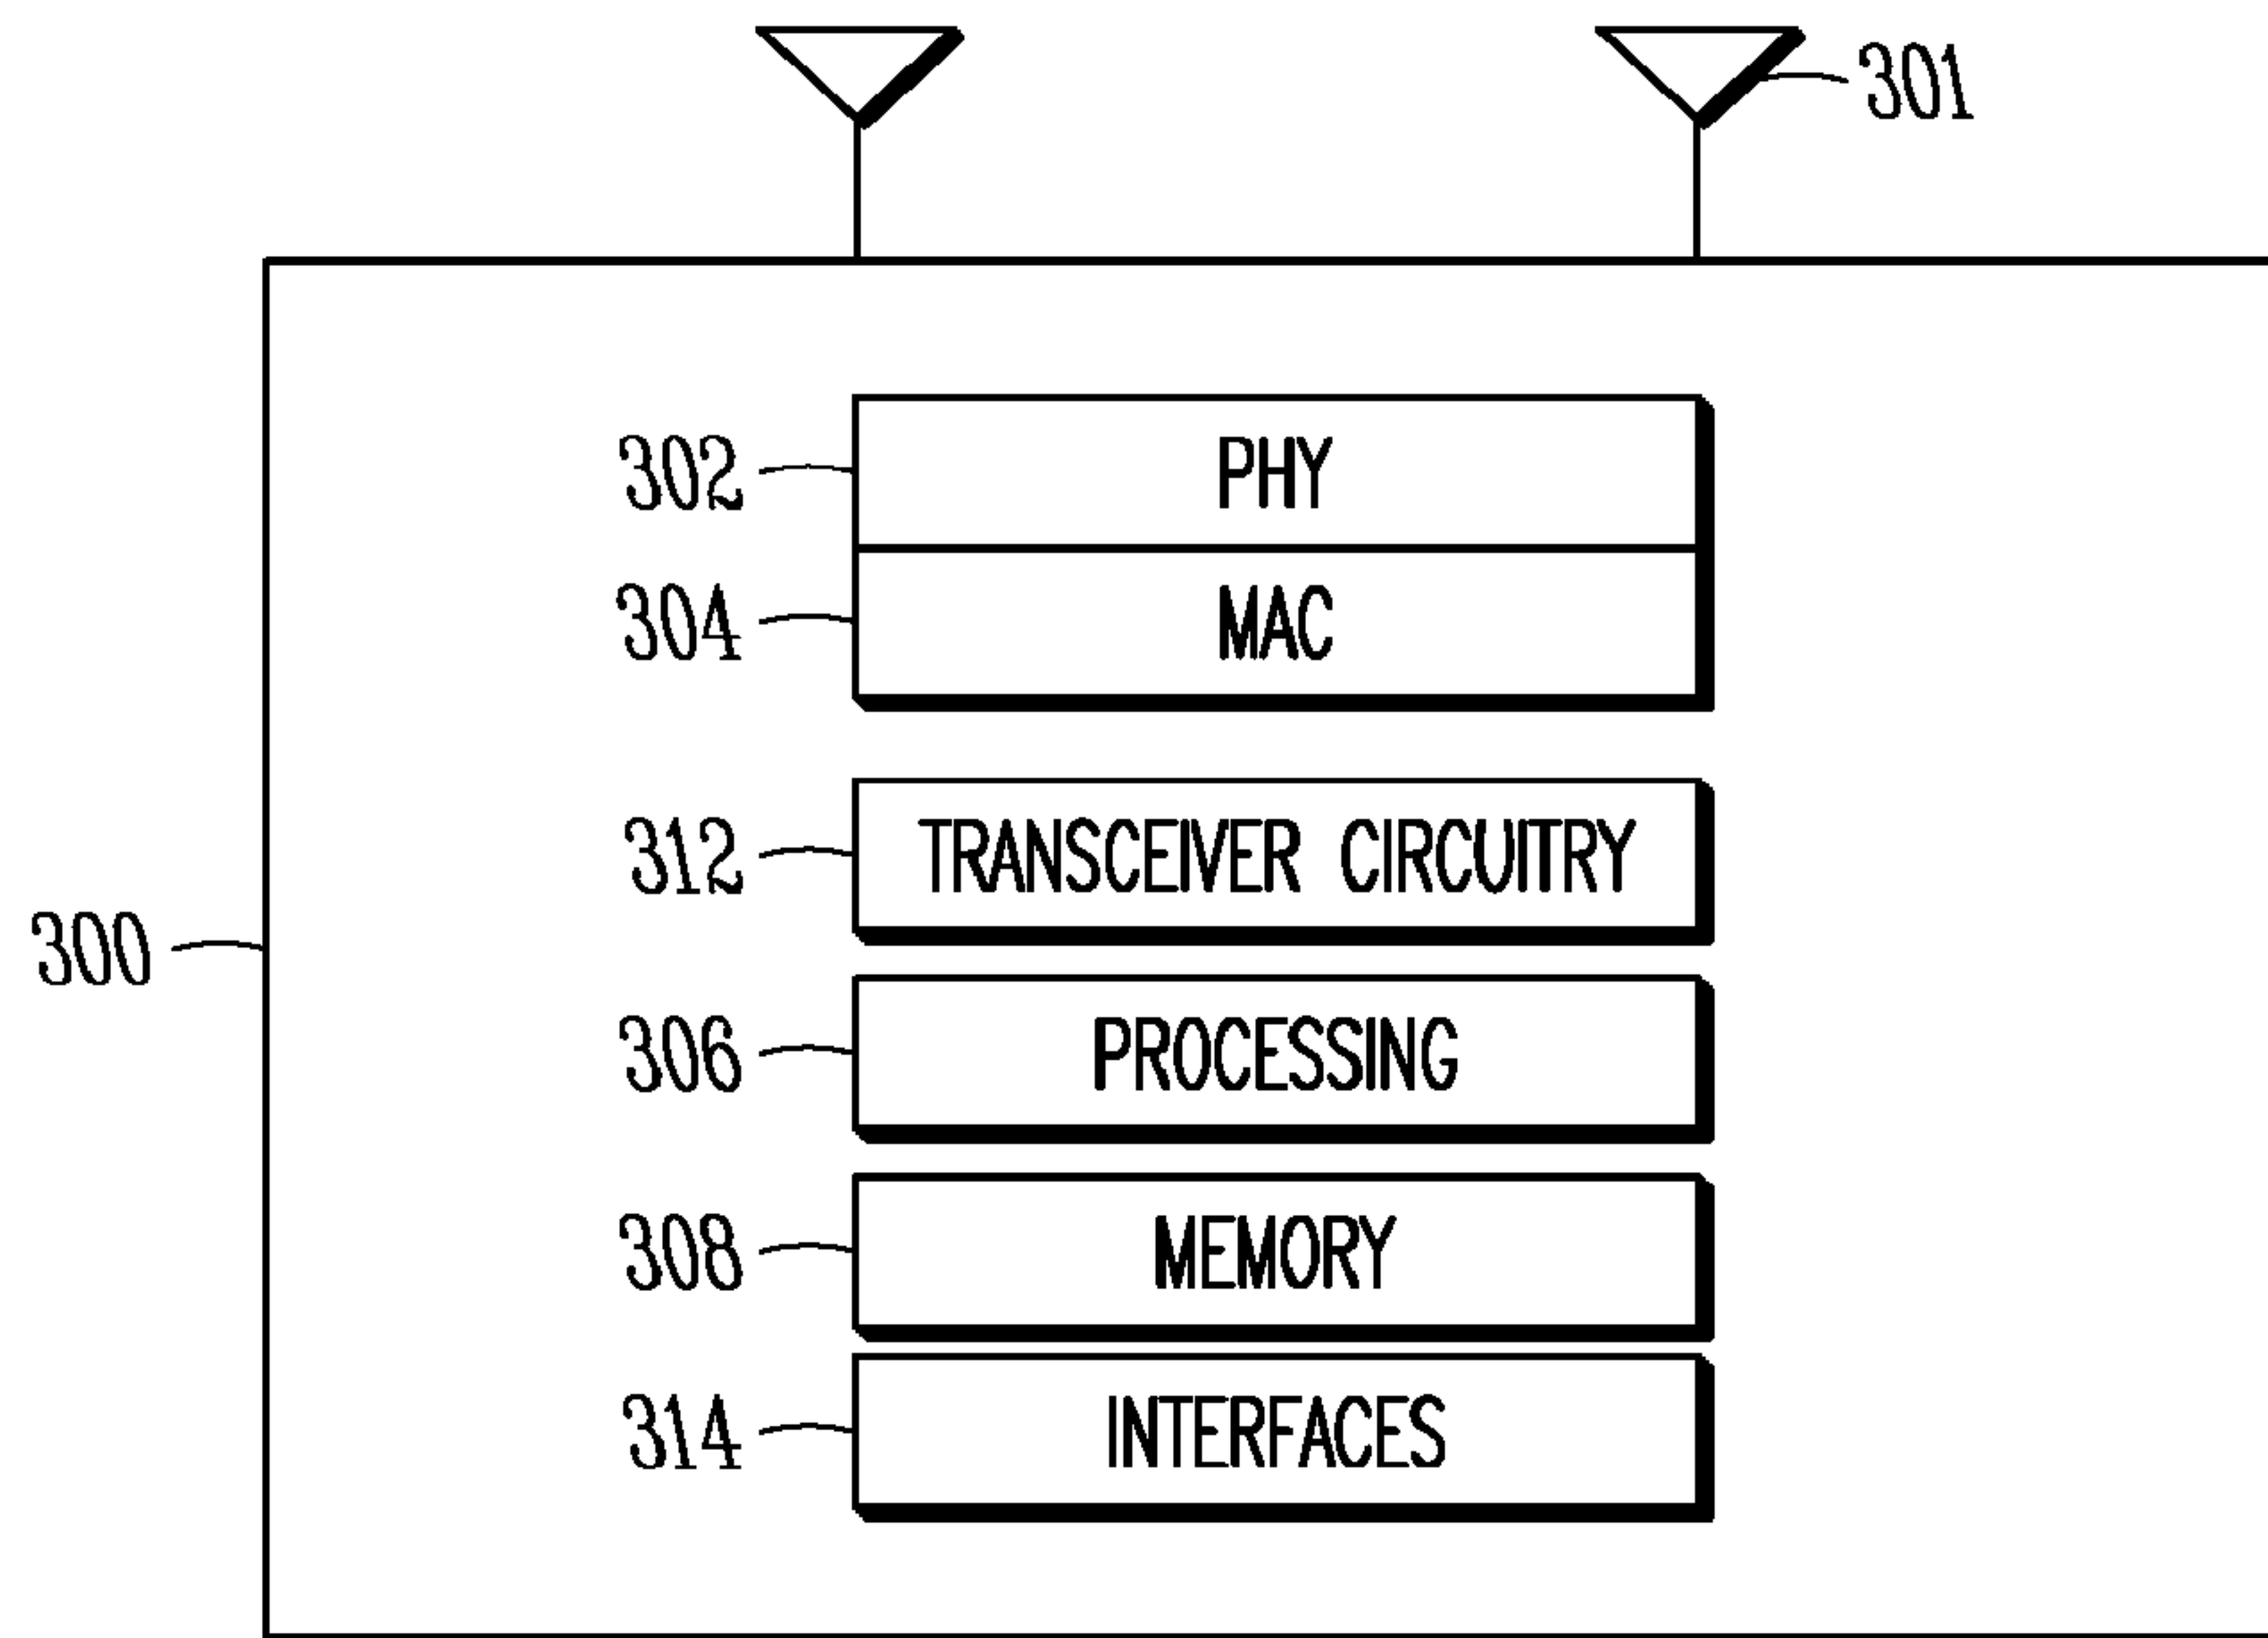 301
302 PHY
304 MAC
312 TRANSCEIVER CIRCUITRY
300
306 PROCESSING
308 MEMORY
314 INTERFACES